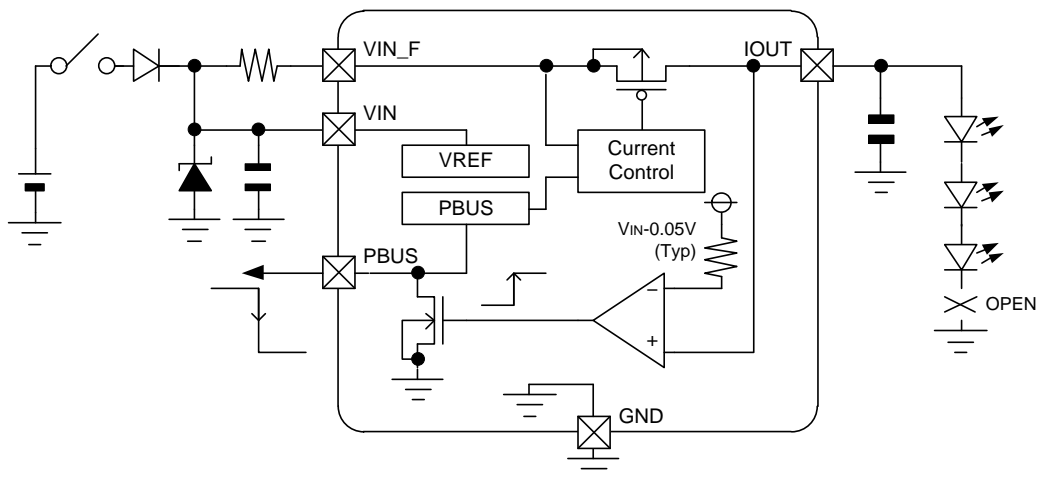 VIN_F
IOUT
VIN
VREF
Current
Control
PBUS
VIN-0.05V
(Typ)
PBUS
−
+
OPEN
GND